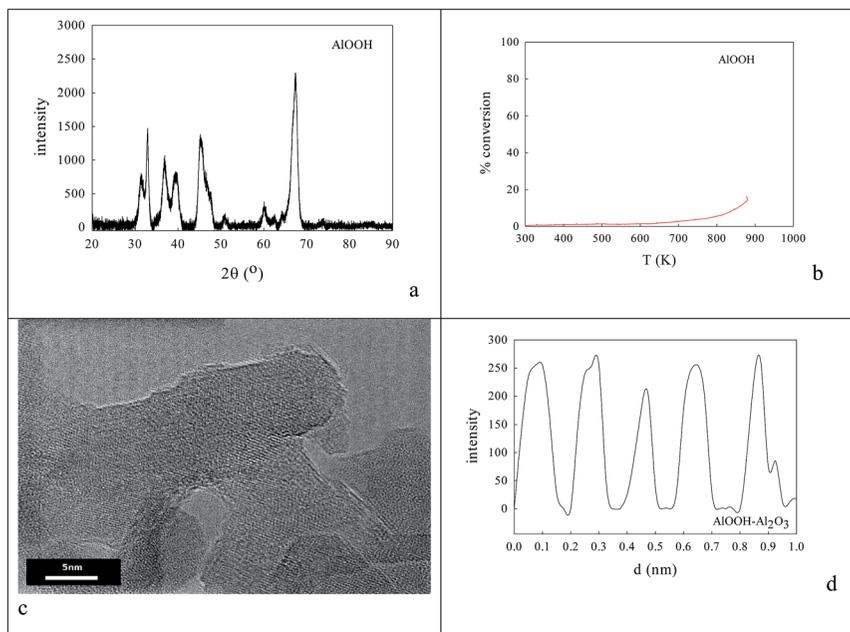 3000
AlOOH
2500
2000
1500
1000
500
0
intensity
20 30 40 50 60 70 80 90
2θ (º)
a
100
AlOOH
80
60
40
20
0
% conversion
300 400 500 600 700 800 900 1000
T (K)
b
5nm
c
300
250
200
150
100
50
0
intensity
AlOOH-Al₂O₃
0.0 0.1 0.2 0.3 0.4 0.5 0.6 0.7 0.8 0.9 1.0
d (nm)
d